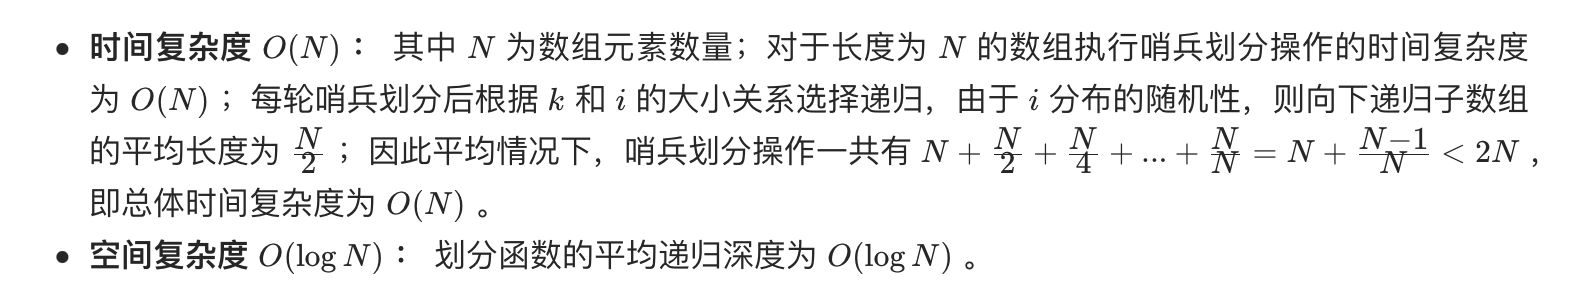 • 时间复杂度 O(N)： 其中 N 为数组元素数量；对于长度为 N 的数组执行哨兵划分操作的时间复杂度
为 O(N)；每轮哨兵划分后根据 k 和 i 的大小关系选择递归，由于 i 分布的随机性，则向下递归子数组
的平均长度为 \frac{N}{2}；因此平均情况下，哨兵划分操作一共有 N + \frac{N}{2} + \frac{N}{4} + ... + \frac{N}{N} = N + \frac{N-1}{N} < 2N，
即总体时间复杂度为 O(N)。
• 空间复杂度 O(log N)： 划分函数的平均递归深度为 O(log N)。